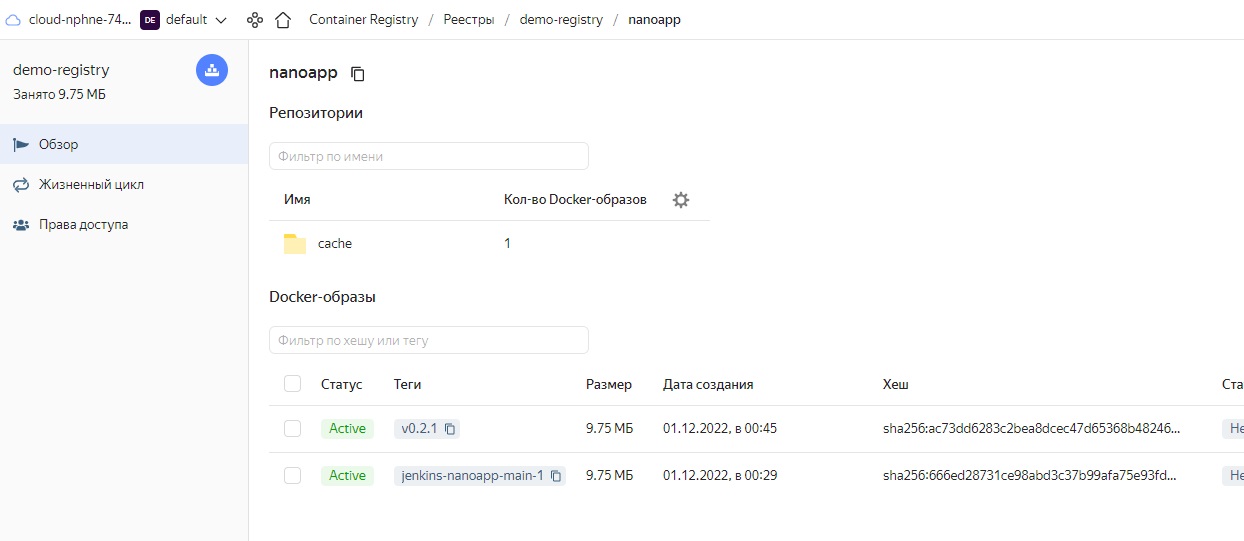 cloud-nphne-74... DE default Container Registry / Реестры / demo-registry / nanoapp
demo-registry
Занято 9.75 МБ
Обзор
Жизненный цикл
Права доступа
nanoapp
Репозитории
Фильтр по имени
Имя Кол-во Docker-образов
cache 1
Docker-образы
Фильтр по хешу или тегу
Статус Теги Размер Дата создания Хеш Ста
Active v0.2.1 9.75 МБ 01.12.2022, в 00:45 sha256:ac73dd6283c2bea8dcec47d65368b48246... Не
Active jenkins-nanoapp-main-1 9.75 МБ 01.12.2022, в 00:29 sha256:666ed28731ce98abd3c37b99afa75e93fd... Не